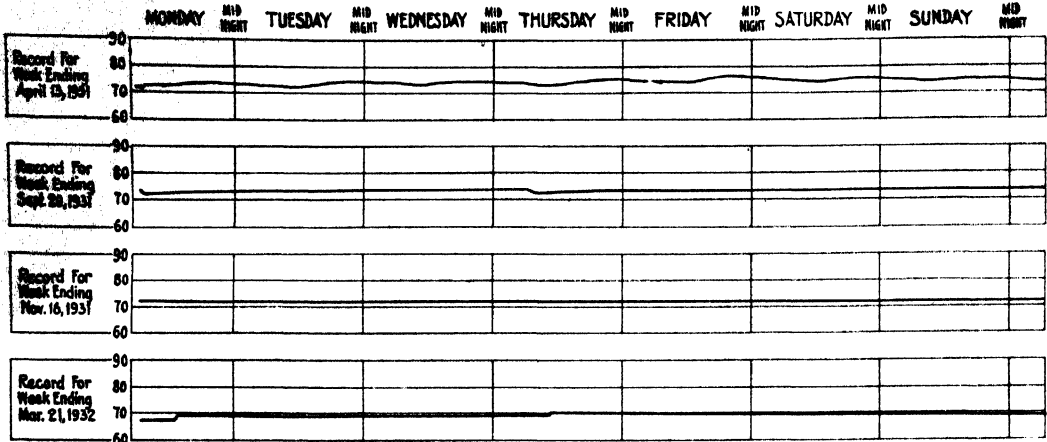 MONDAY MID NIGHT TUESDAY MID NIGHT WEDNESDAY MID NIGHT THURSDAY MID NIGHT FRIDAY MID NIGHT SATURDAY MID NIGHT SUNDAY MID NIGHT
Record For
Week Ending
April 13, 1931
90
80
70
60
Record For
Week Ending
Sept. 28, 1931
90
80
70
60
Record For
Week Ending
Nov. 16, 1931
90
80
70
60
Record For
Week Ending
Mar. 21, 1932
90
80
70
60